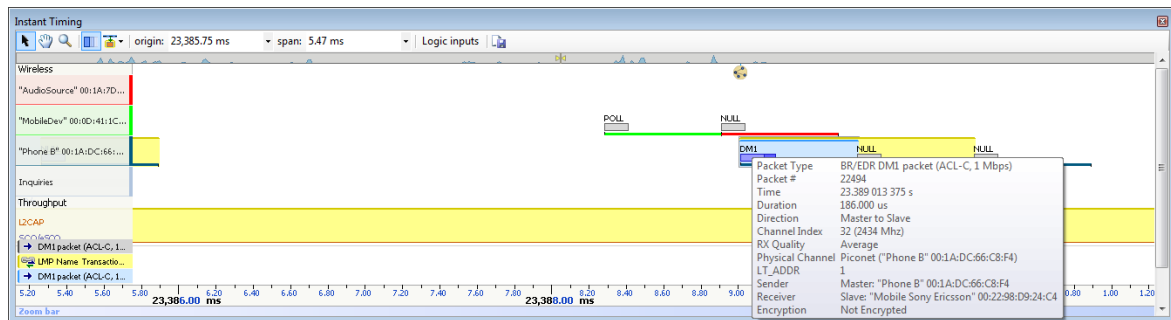 Instant Timing
origin: 23,385.75 ms span: 5.47 ms Logic inputs
Wireless
"AudioSource" 00:1A:7D...
"MobileDev" 00:0D:41:1C... POLL NULL
"Phone B" 00:1A:DC:66:... DM1 NULL NULL
Packet Type BR/EDR DM1 packet (ACL-C, 1 Mbps)
Packet # 22494
Time 23.389 013 375 s
Inquiries
Duration 186.000 us
Direction Master to Slave
Throughput
Channel Index 32 (2434 Mhz)
L2CAP
RX Quality Average
SCO/eSCO
Physical Channel Piconet ("Phone B" 00:1A:DC:66:C8:F4)
DM1 packet (ACL-C, 1...
LT_ADDR 1
LMP Name Transactio...
Sender Master: "Phone B" 00:1A:DC:66:C8:F4
DM1 packet (ACL-C, 1...
Receiver Slave: "Mobile Sony Ericsson" 00:22:98:D9:24:C4
5.20 5.40 5.60 5.80 6.20 6.40 6.60 6.80 7.00 7.20 7.40 7.60 7.80 8.20 8.40 8.60 8.80 9.00 0.80 1.00 1.20
23,386.00 ms 23,388.00 ms
Encryption Not Encrypted
Zoom bar